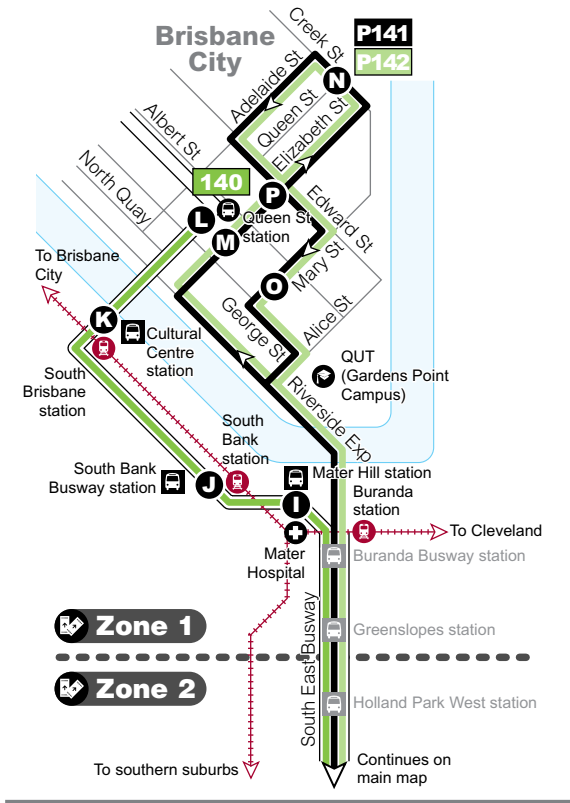 Brisbane
City
Creek St
P141
P142
Adelaide St
N
Queen St
Elizabeth St
Albert St
North Quay
140
P
L
Queen St
station
M
Edward St
Mary St
To Brisbane
City
O
Alice St
K
Cultural
Centre
station
George St
South
Brisbane
station
QUT
(Gardens Point
Campus)
Riverside Exp
South
Bank
station
South Bank
Busway station
J
Mater Hill station
I
Buranda
station
To Cleveland
Mater
Hospital
Buranda Busway station
Zone 1
Greenslopes station
South East Busway
Zone 2
Holland Park West station
To southern suburbs
Continues on
main map